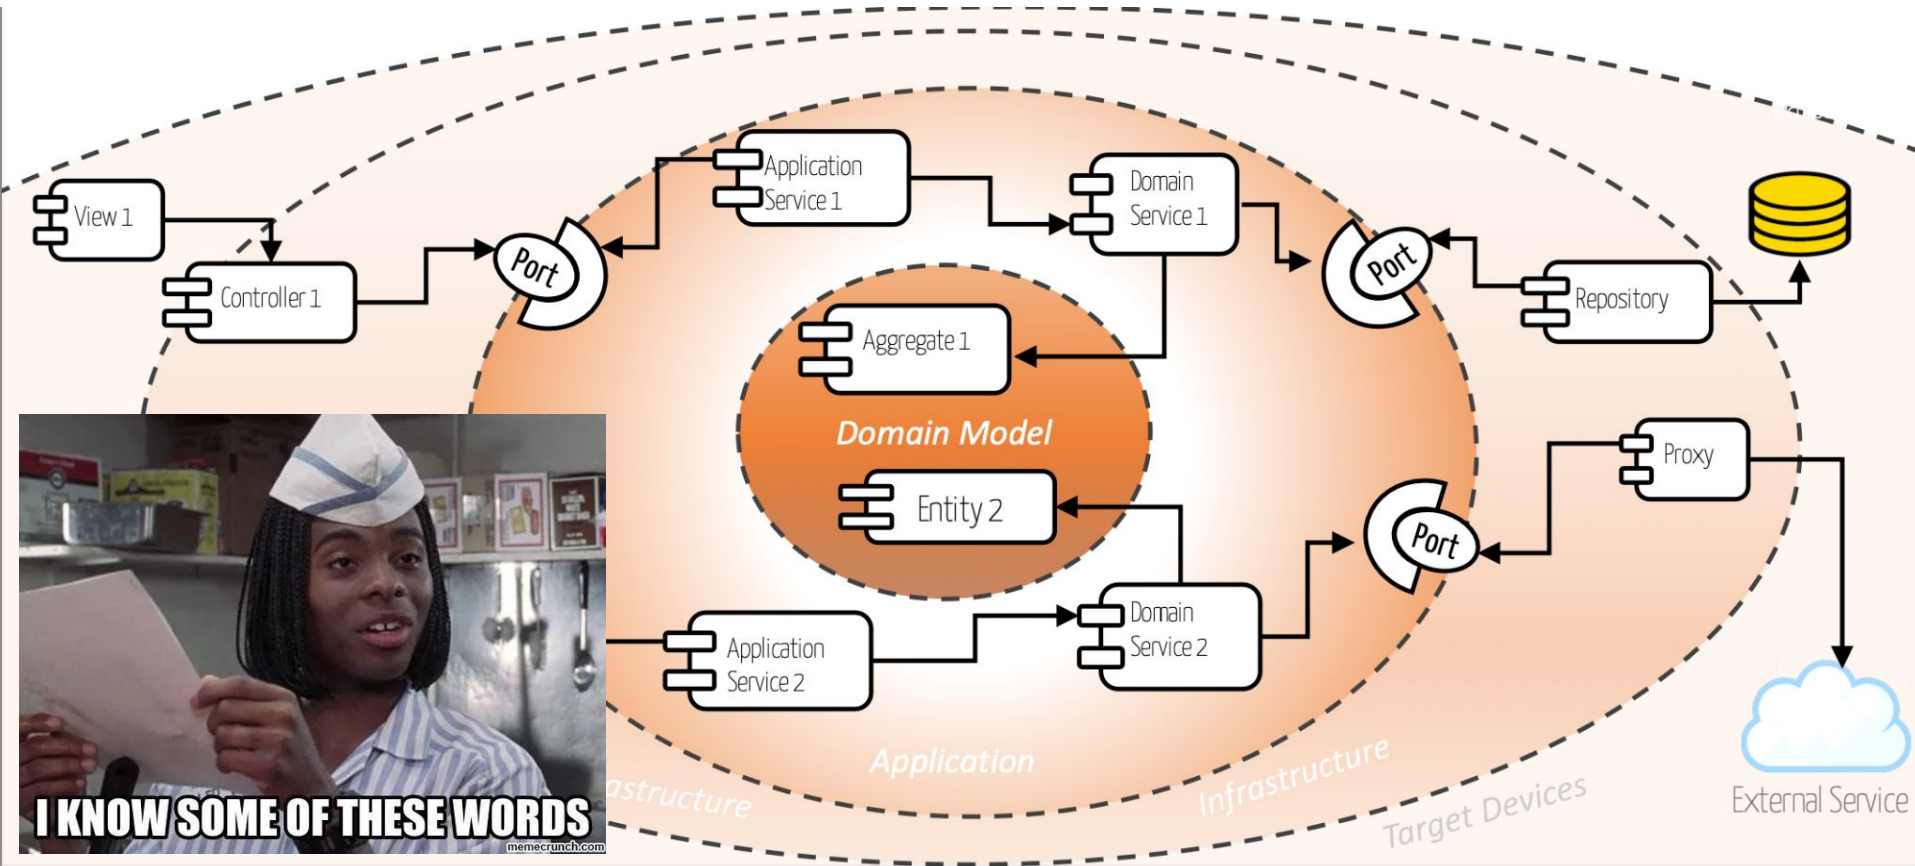 View 1
Controller 1
Port
Application
Service 1
Domain
Service 1
Port
Repository
Aggregate 1
Domain Model
Entity 2
Proxy
Port
Application
Service 2
Domain
Service 2
Application
Infrastructure
Target Devices
External Service
astructure
I KNOW SOME OF THESE WORDS
memecrunch.com